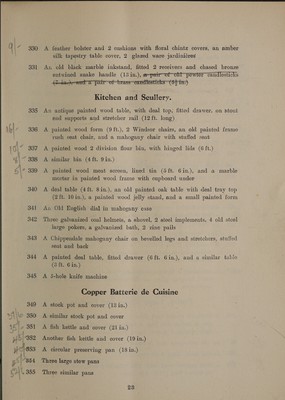 9/- 330 A feather bolster and 2 cushions with floral chintz covers, an amber
silk tapestry table cover, 2 glazed ware jardinières
331 An old black marble inkstand, fitted 2 receivers and chased bronze
entwined snake handle (13 in.), a pair of old pewter candlesticks
and a pair of brass candlesticks
Kitchen and Scullery.
335 An antique painted wood table, with deal top, fitted drawer, on stout
end supports and stretcher rail (12 ft. long)
336 A painted wood form (9 ft.), 2 Windsor chairs, an old painted frame
rush seat chair, and a mahogany chair with stuffed seat
337 A painted wood 2 division flour bin, with hinged lids (6 ft.)
338 A similar bin (4 ft. 9 in.)
339 A painted wood meat screen, lined tin (5 ft. 6 in.), and a marble
mortar in painted wood frame with cupboard under
340 A deal table (4 ft. 6 in.), an old painted oak table with deal tray top
(2 ft. 10 in.), a painted wood jelly stand, and a small painted form
341 An Old English dial in mahogany case
342 Three galvanized coal helmets, a shovel, 2 steel implements, 4 old steel
large pokers, a galvanized bath, 2 zinc pails
343 A Chippendale mahogany chair on bevelled legs and stretchers, stuffed
seat and back
344 A painted deal table, fitted drawer (6 ft. 6 in.), and a similar table
(5 ft. 6 in.)
348 A 5-hole knife machine
Copper Batterie de Cuisine
349 A stock pot and cover (13 in.)
350 A similar stock pot and cover
351 A fish kettle and cover (21 in.)
352 Another fish kettle and cover (19 in.)
353 A circular preserving pan (18 in.)
354 Three large stew pans
355 Three similar pans
23